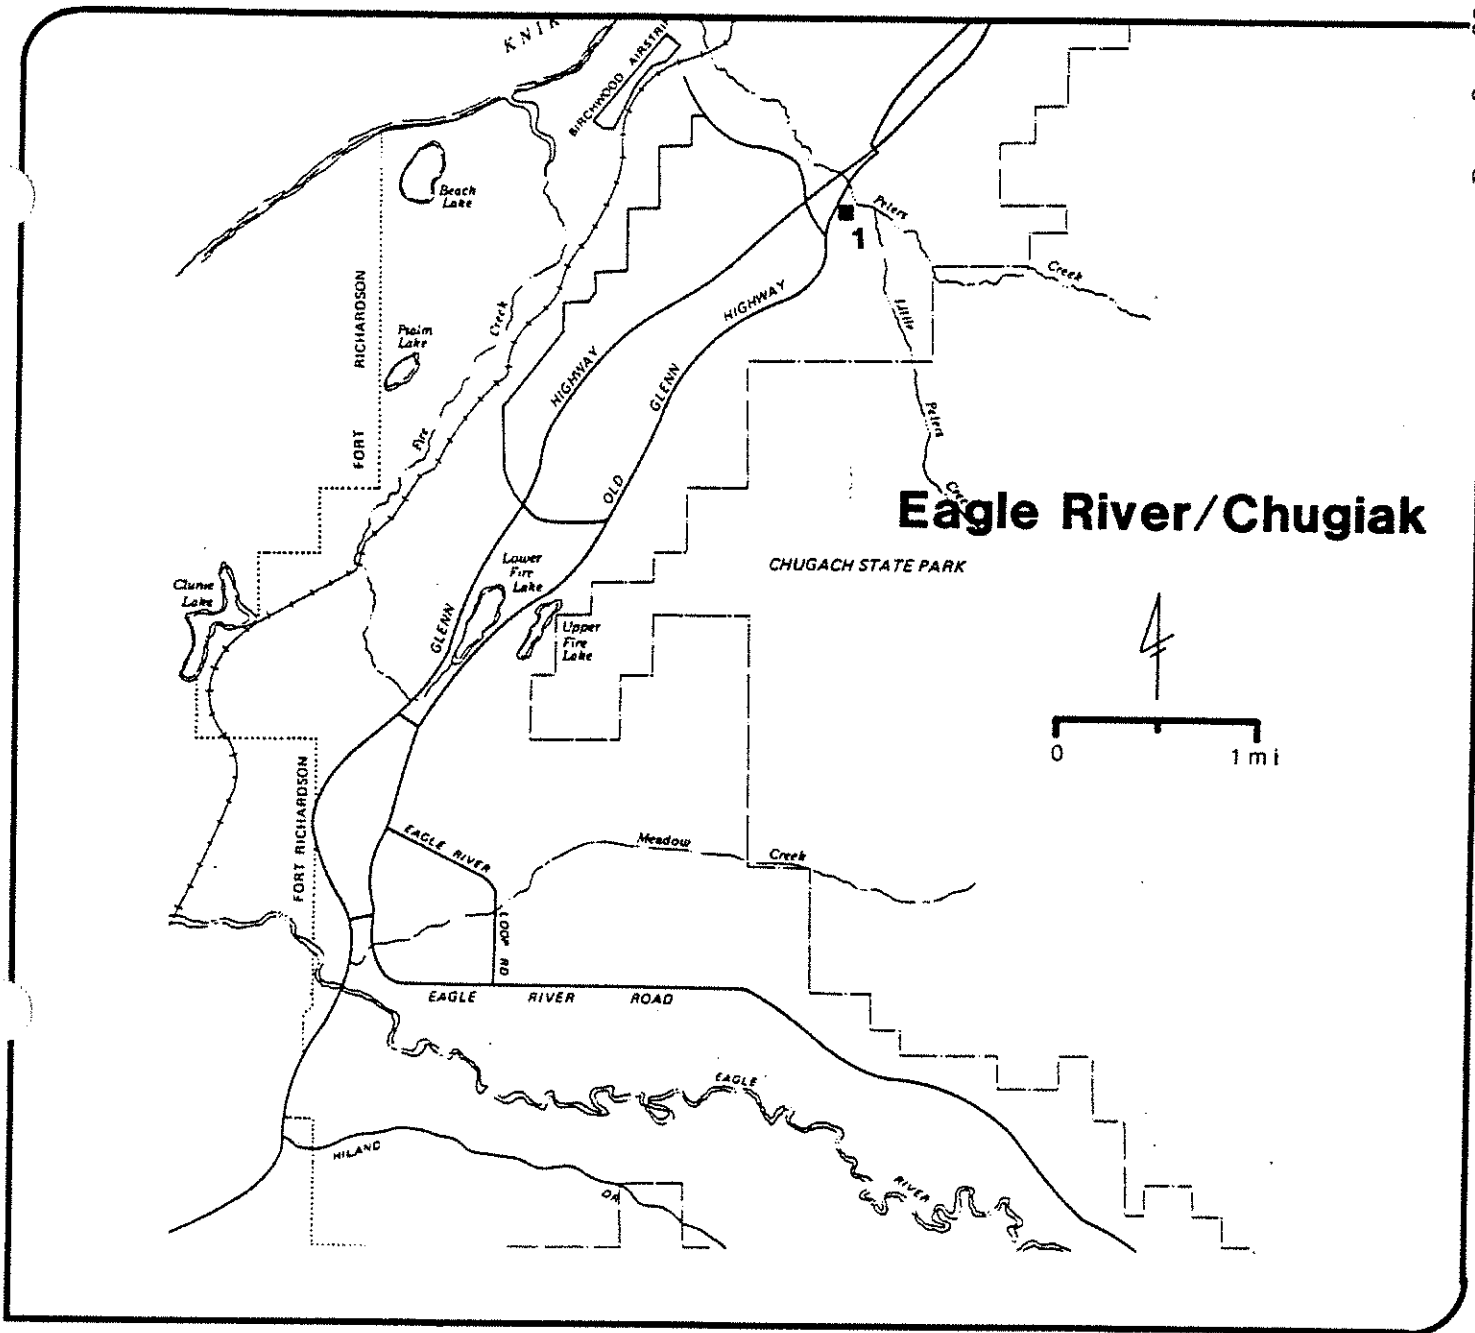 KNIK
BIRCHWOOD AIRSTRIP
Beach
Lake
Peters
1
Creek
FORT RICHARDSON
Psalm
Lake
Fire Creek
Little
Peters
Creek
HIGHWAY
GLENN
OLD GLENN HIGHWAY
Eagle River/Chugiak
CHUGACH STATE PARK
Clunie
Lake
Lower
Fire
Lake
Upper
Fire
Lake
0
1 mi
FORT RICHARDSON
EAGLE RIVER
LOOP RD
Meadow Creek
EAGLE RIVER ROAD
EAGLE
RIVER
HILAND
DR.